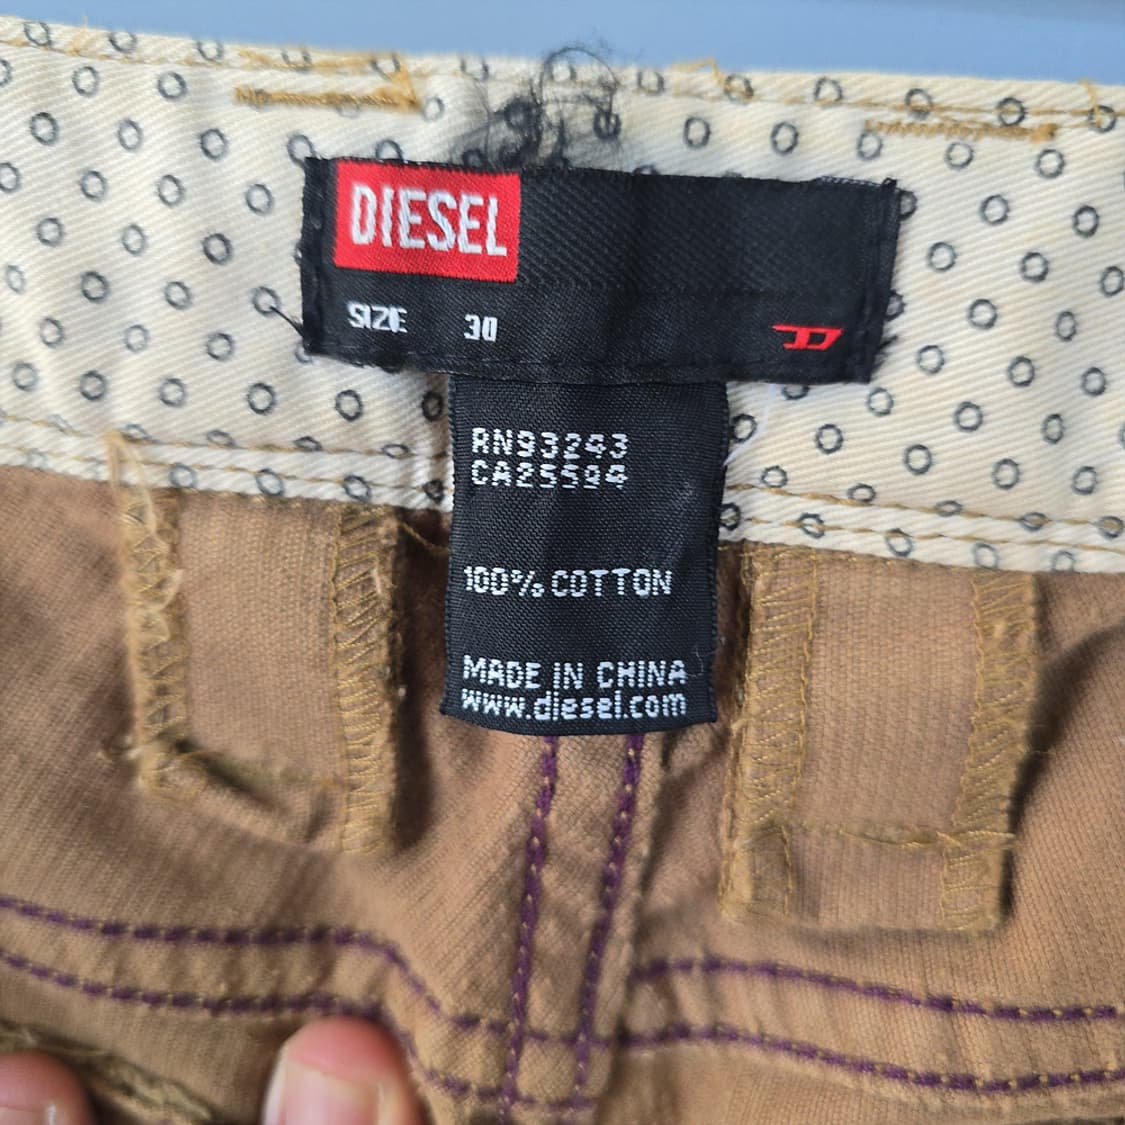 DIESEL
SIZE 30
RN93243
CA25594
100% COTTON
MADE IN CHINA
www.diesel.com